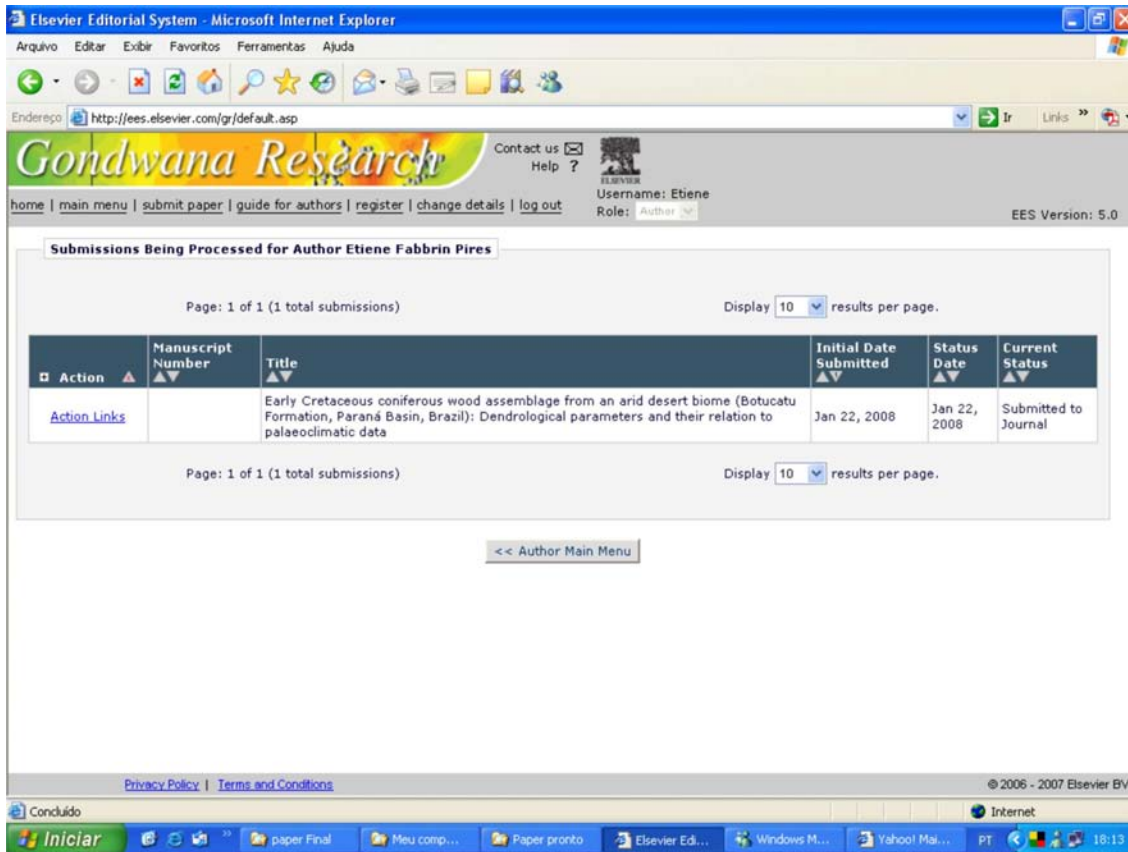 Elsevier Editorial System - Microsoft Internet Explorer
Arquivo Editar Exibir Favoritos Ferramentas Ajuda
Endereço http://ees.elsevier.com/gr/default.asp Ir Links »
Gondwana Research
Contact us
Help ?
ELSEVIER
Username: Etiene
Role: Author
home | main menu | submit paper | guide for authors | register | change details | log out
EES Version: 5.0
Submissions Being Processed for Author Etiene Fabbrin Pires
Page: 1 of 1 (1 total submissions) Display 10 results per page.
Action
Manuscript
Number
Title
Initial Date
Submitted
Status
Date
Current
Status
Action Links
Early Cretaceous coniferous wood assemblage from an arid desert biome (Botucatu
Formation, Paraná Basin, Brazil): Dendrological parameters and their relation to
palaeoclimatic data
Jan 22, 2008
Jan 22,
2008
Submitted to
Journal
Page: 1 of 1 (1 total submissions) Display 10 results per page.
<< Author Main Menu
Privacy Policy | Terms and Conditions © 2006 - 2007 Elsevier BV
Concluído Internet
Iniciar » paper Final Meu comp... Paper pronto Elsevier Edi... Windows M... Yahoo! Mai... PT 18:13